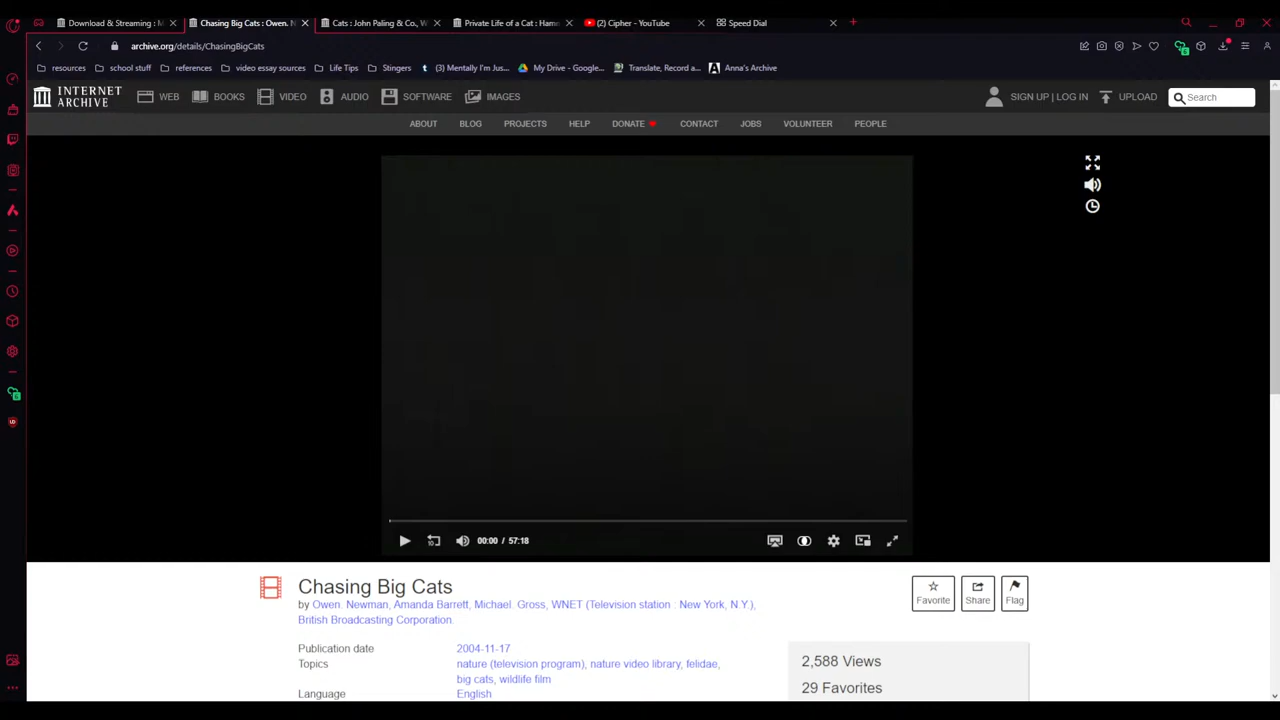 Download & Streaming : M
Chasing Big Cats : Owen. N
Cats : John Paling & Co., W
Private Life of a Cat : Hamm
(2) Cipher - YouTube
Speed Dial
archive.org/details/ChasingBigCats
resources
school stuff
references
video essay sources
Life Tips
Stingers
(3) Mentally I'm Jus...
My Drive - Google...
Translate, Record a...
Anna's Archive
INTERNET
ARCHIVE
WEB
BOOKS
VIDEO
AUDIO
SOFTWARE
IMAGES
SIGN UP | LOG IN
UPLOAD
Search
ABOUT
BLOG
PROJECTS
HELP
DONATE
CONTACT
JOBS
VOLUNTEER
PEOPLE
10
00:00 / 57:18
Chasing Big Cats
by Owen. Newman, Amanda Barrett, Michael. Gross, WNET (Television station : New York, N.Y.),
British Broadcasting Corporation.
Favorite
Share
Flag
Publication date 2004-11-17
Topics nature (television program), nature video library, felidae,
big cats, wildlife film
Language English
2,588 Views
29 Favorites